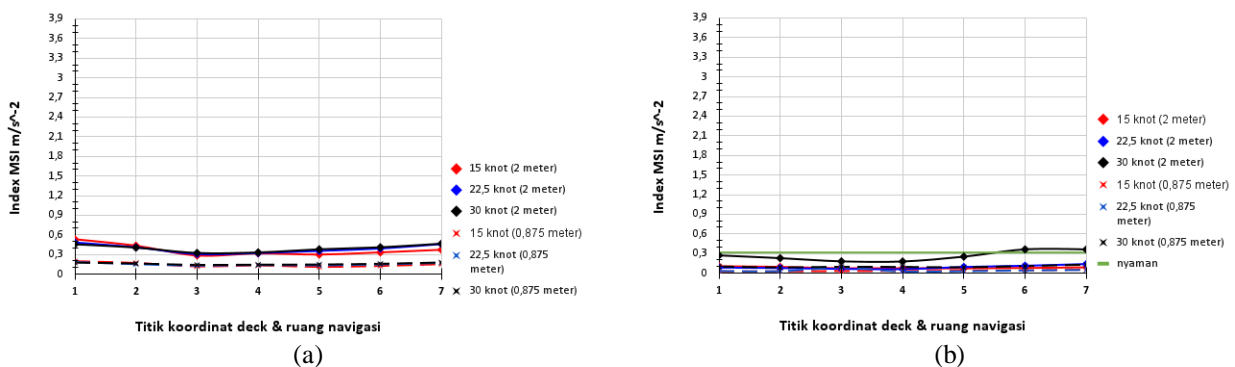 3,9
3,6
3,3
3
2,7
2,4
2,1
1,8
1,5
1,2
0,9
0,6
0,3
0
Index MSI m/s^-2
1 2 3 4 5 6 7
Titik koordinat deck & ruang navigasi
15 knot (2 meter)
22,5 knot (2 meter)
30 knot (2 meter)
15 knot (0,875 meter)
22,5 knot (0,875
meter)
30 knot (0,875 meter)
(a)
3,9
3,6
3,3
3
2,7
2,4
2,1
1,8
1,5
1,2
0,9
0,6
0,3
0
Index MSI m/s^-2
1 2 3 4 5 6 7
Titik koordinat deck & ruang navigasi
15 knot (2 meter)
22,5 knot (2 meter)
30 knot (2 meter)
15 knot (0,875 meter)
22,5 knot (0,875
meter)
30 knot (0,875 meter)
nyaman
(b)